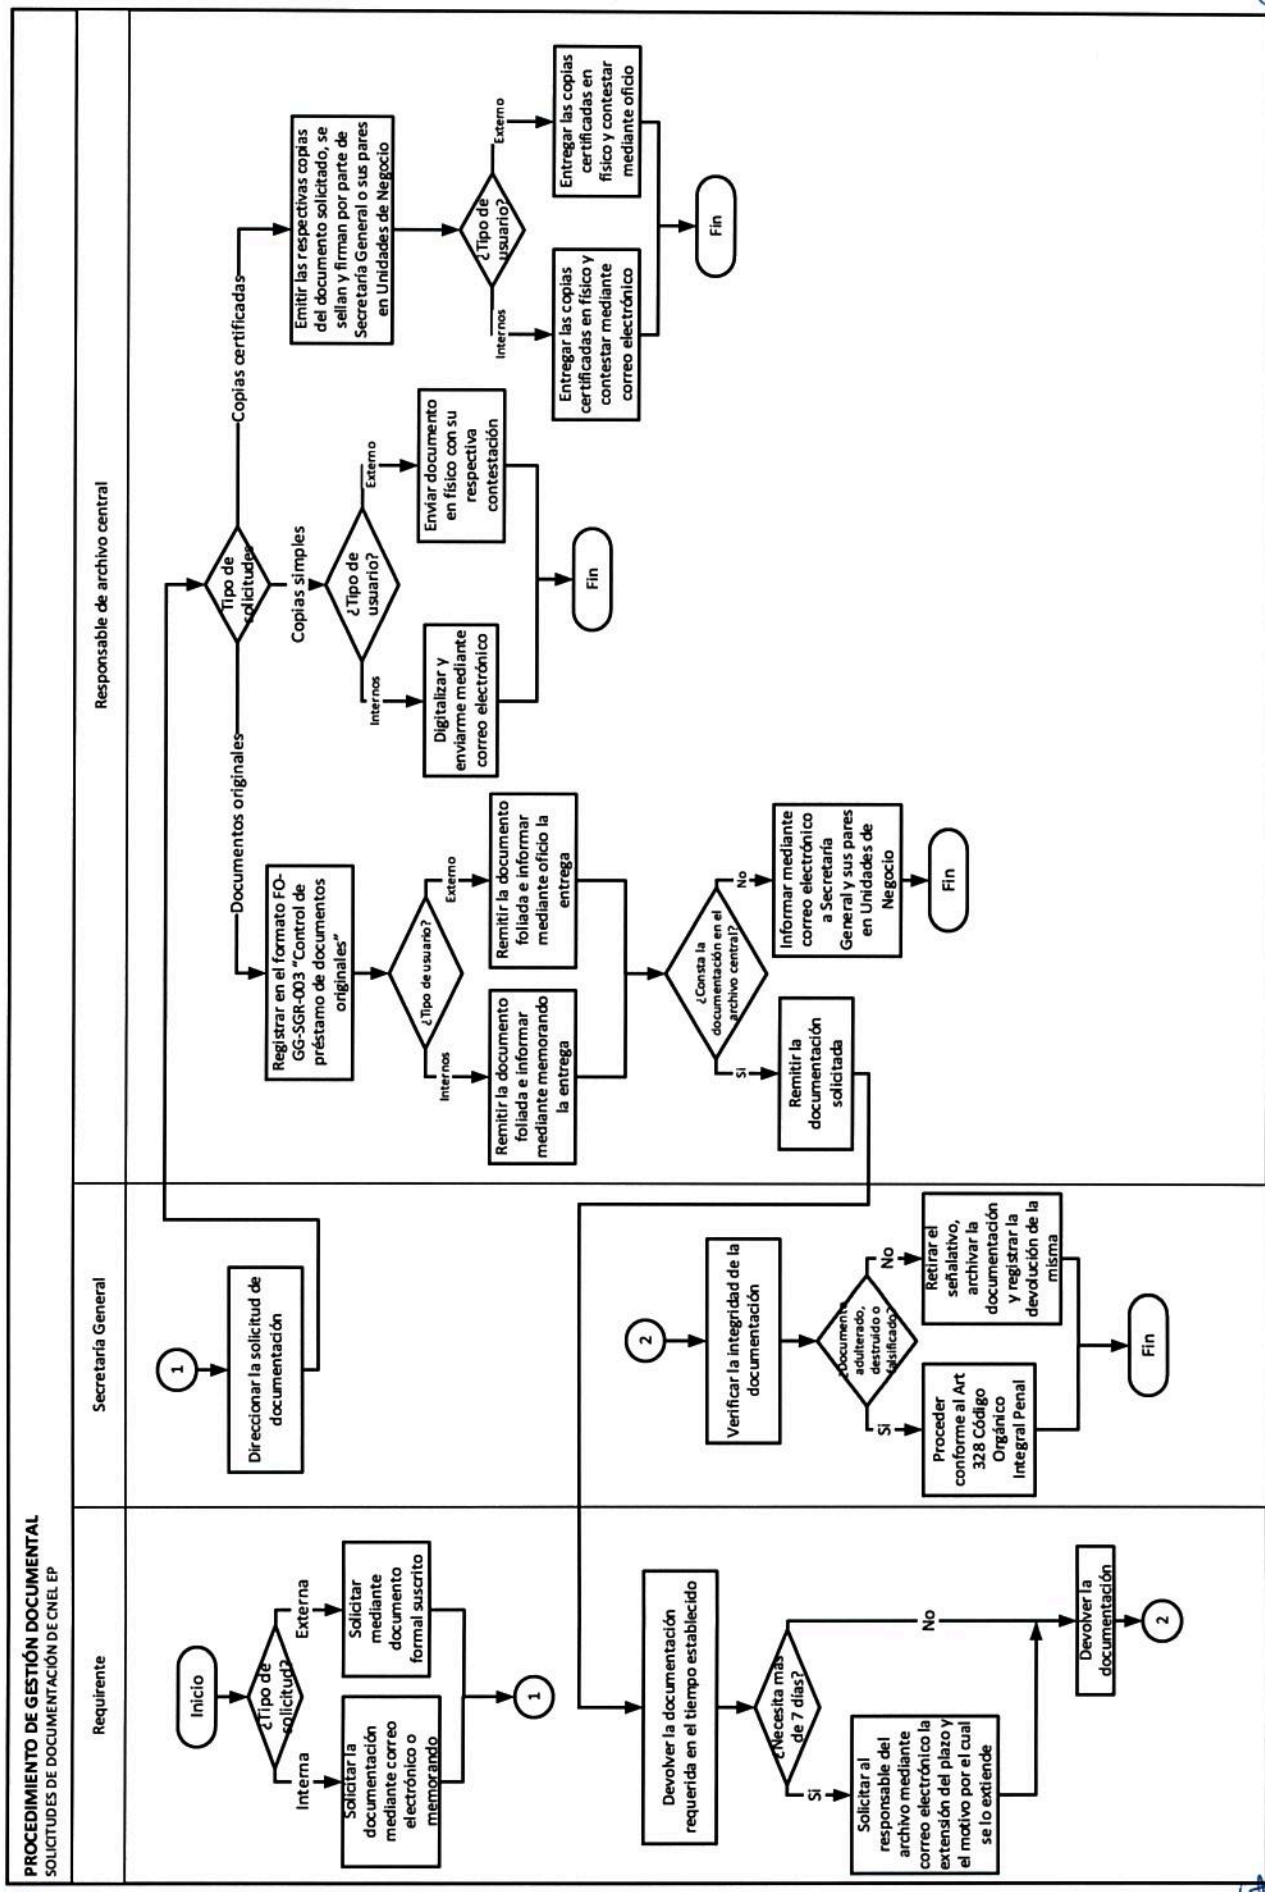 PROCEDIMIENTO DE GESTIÓN DOCUMENTAL
SOLICITUDES DE DOCUMENTACIÓN DE CNEL EP
Requirente
Secretaría General
Responsable de archivo central
Inicio
¿Tipo de
solicitud?
Interna
Externa
Solicitar la
documentación
mediante correo
electrónico o
memorando
Solicitar
mediante
documento
formal suscrito
1
Devolver la documentación
requerida en el tiempo establecido
¿Necesita más
de 7 días?
Si
No
Solicitar al
responsable del
archivo mediante
correo electrónico la
extensión del plazo y
el motivo por el cual
se lo extiende
Devolver la
documentación
2
1
Direccionar la solicitud de
documentación
2
Verificar la integridad de la
documentación
¿Documento
adulterado,
destruido o
falsificado?
Si
No
Proceder
conforme al Art
328 Código
Orgánico
Integral Penal
Retirar el
señalativo,
archivar la
documentación
y registrar la
devolución de la
misma
Fin
Tipo de
solicitudes
Documentos originales
Copias simples
Copias certificadas
Registrar en el formato FO-
GG-SGR-003 "Control de
préstamo de documentos
originales"
¿Tipo de usuario?
Internos
Externo
Remitir la documento
foliada e informar
mediante memorando
la entrega
Remitir la documento
foliada e informar
mediante oficio la
entrega
¿Consta la
documentación en el
archivo central?
Si
No
Remitir la
documentación
solicitada
Informar mediante
correo electrónico
a Secretaría
General y sus pares
en Unidades de
Negocio
Fin
¿Tipo de
usuario?
Internos
Externo
Digitalizar y
enviarme mediante
correo electrónico
Enviar documento
en físico con su
respectiva
contestación
Fin
Emitir las respectivas copias
del documento solicitado, se
sellan y firman por parte de
Secretaría General o sus pares
en Unidades de Negocio
¿Tipo de
usuario?
Internos
Externo
Entregar las copias
certificadas en físico y
contestar mediante
correo electrónico
Entregar las copias
certificadas en
físico y contestar
mediante oficio
Fin